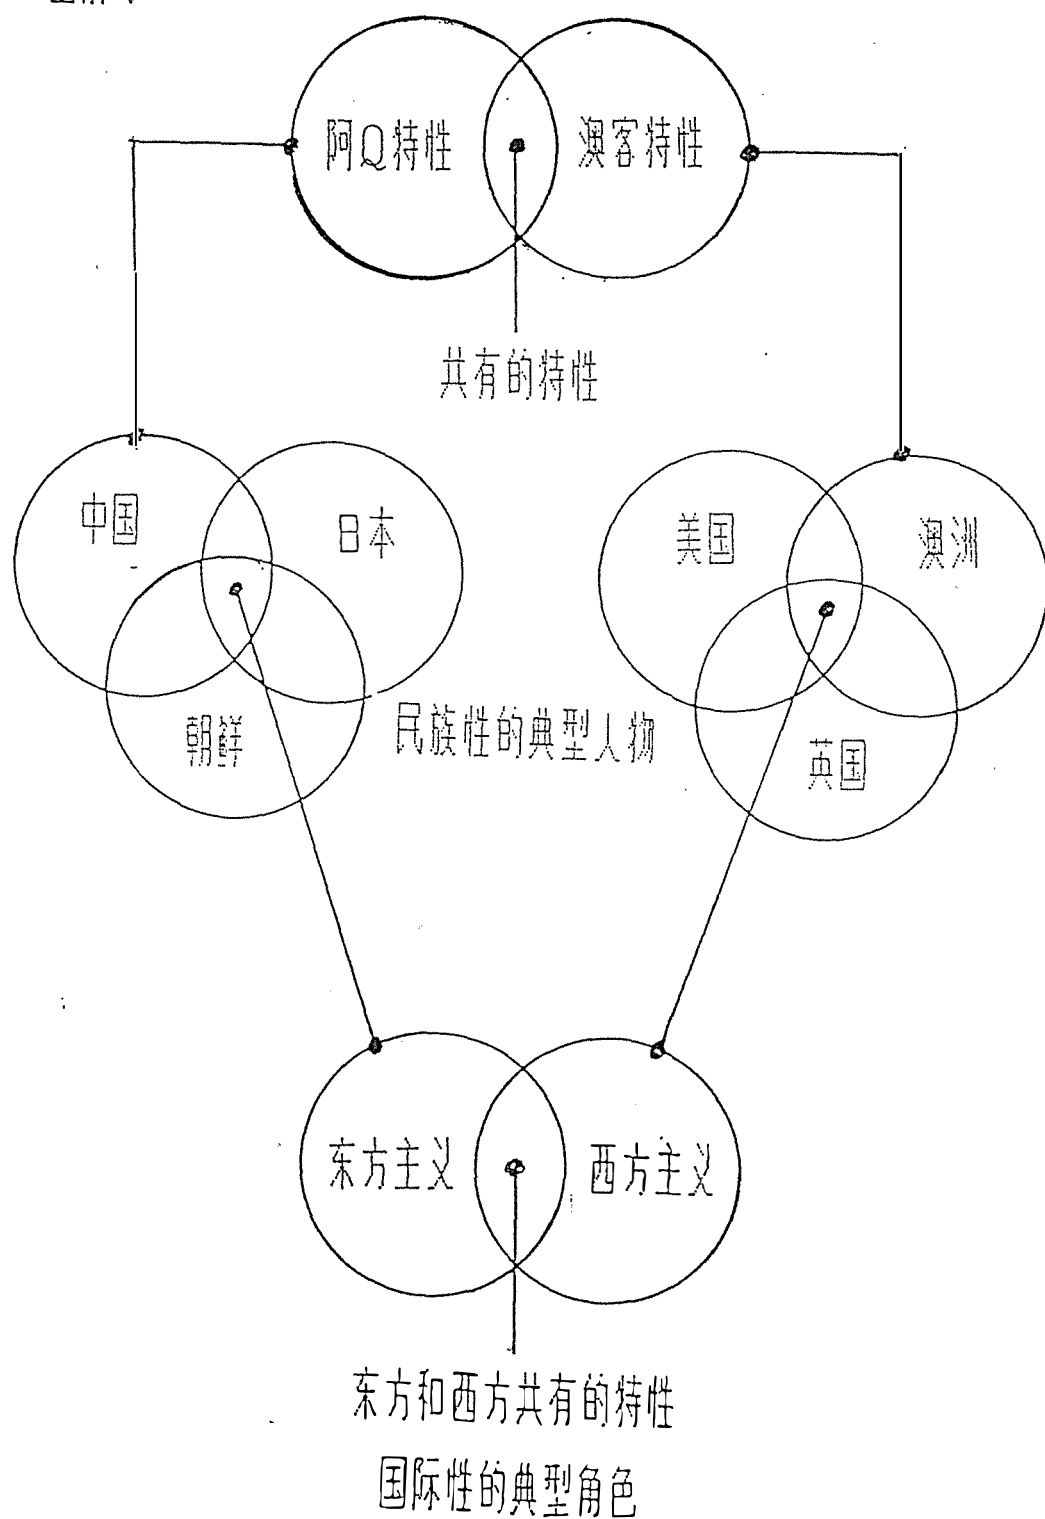 阿Q特性 澳客特性
共有的特性
中国 日本 美国 澳洲
朝鲜 民族性的典型人物 英国
东方主义 西方主义
东方和西方共有的特性
国际性的典型角色